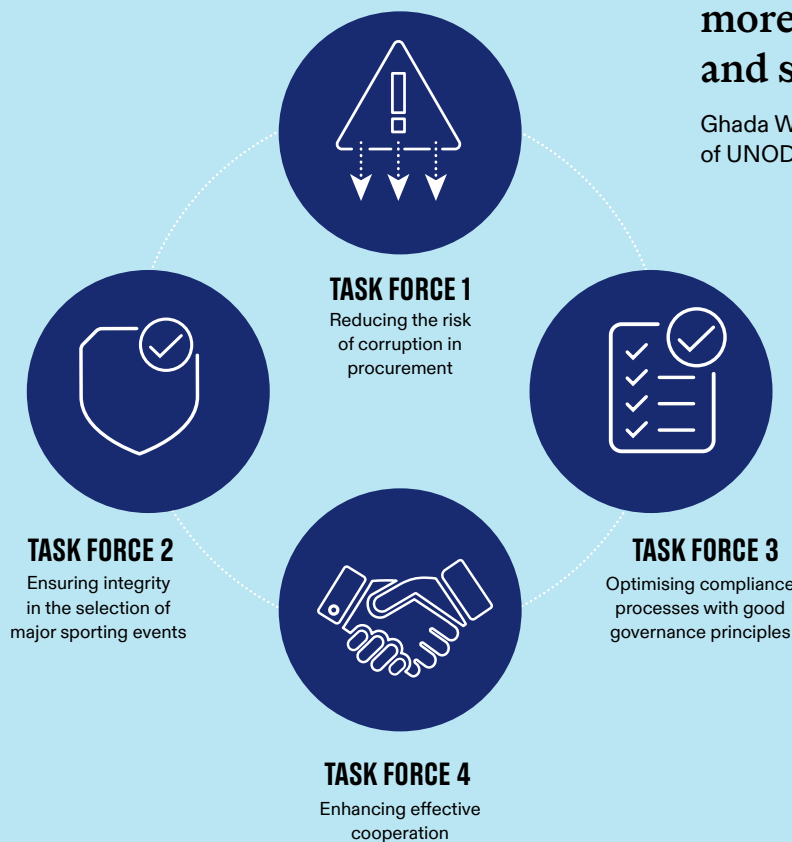 more
and s
Ghada W
of UNOD
TASK FORCE 1
Reducing the risk
of corruption in
procurement
TASK FORCE 2
Ensuring integrity
in the selection of
major sporting events
TASK FORCE 3
Optimising compliance
processes with good
governance principles
TASK FORCE 4
Enhancing effective
cooperation